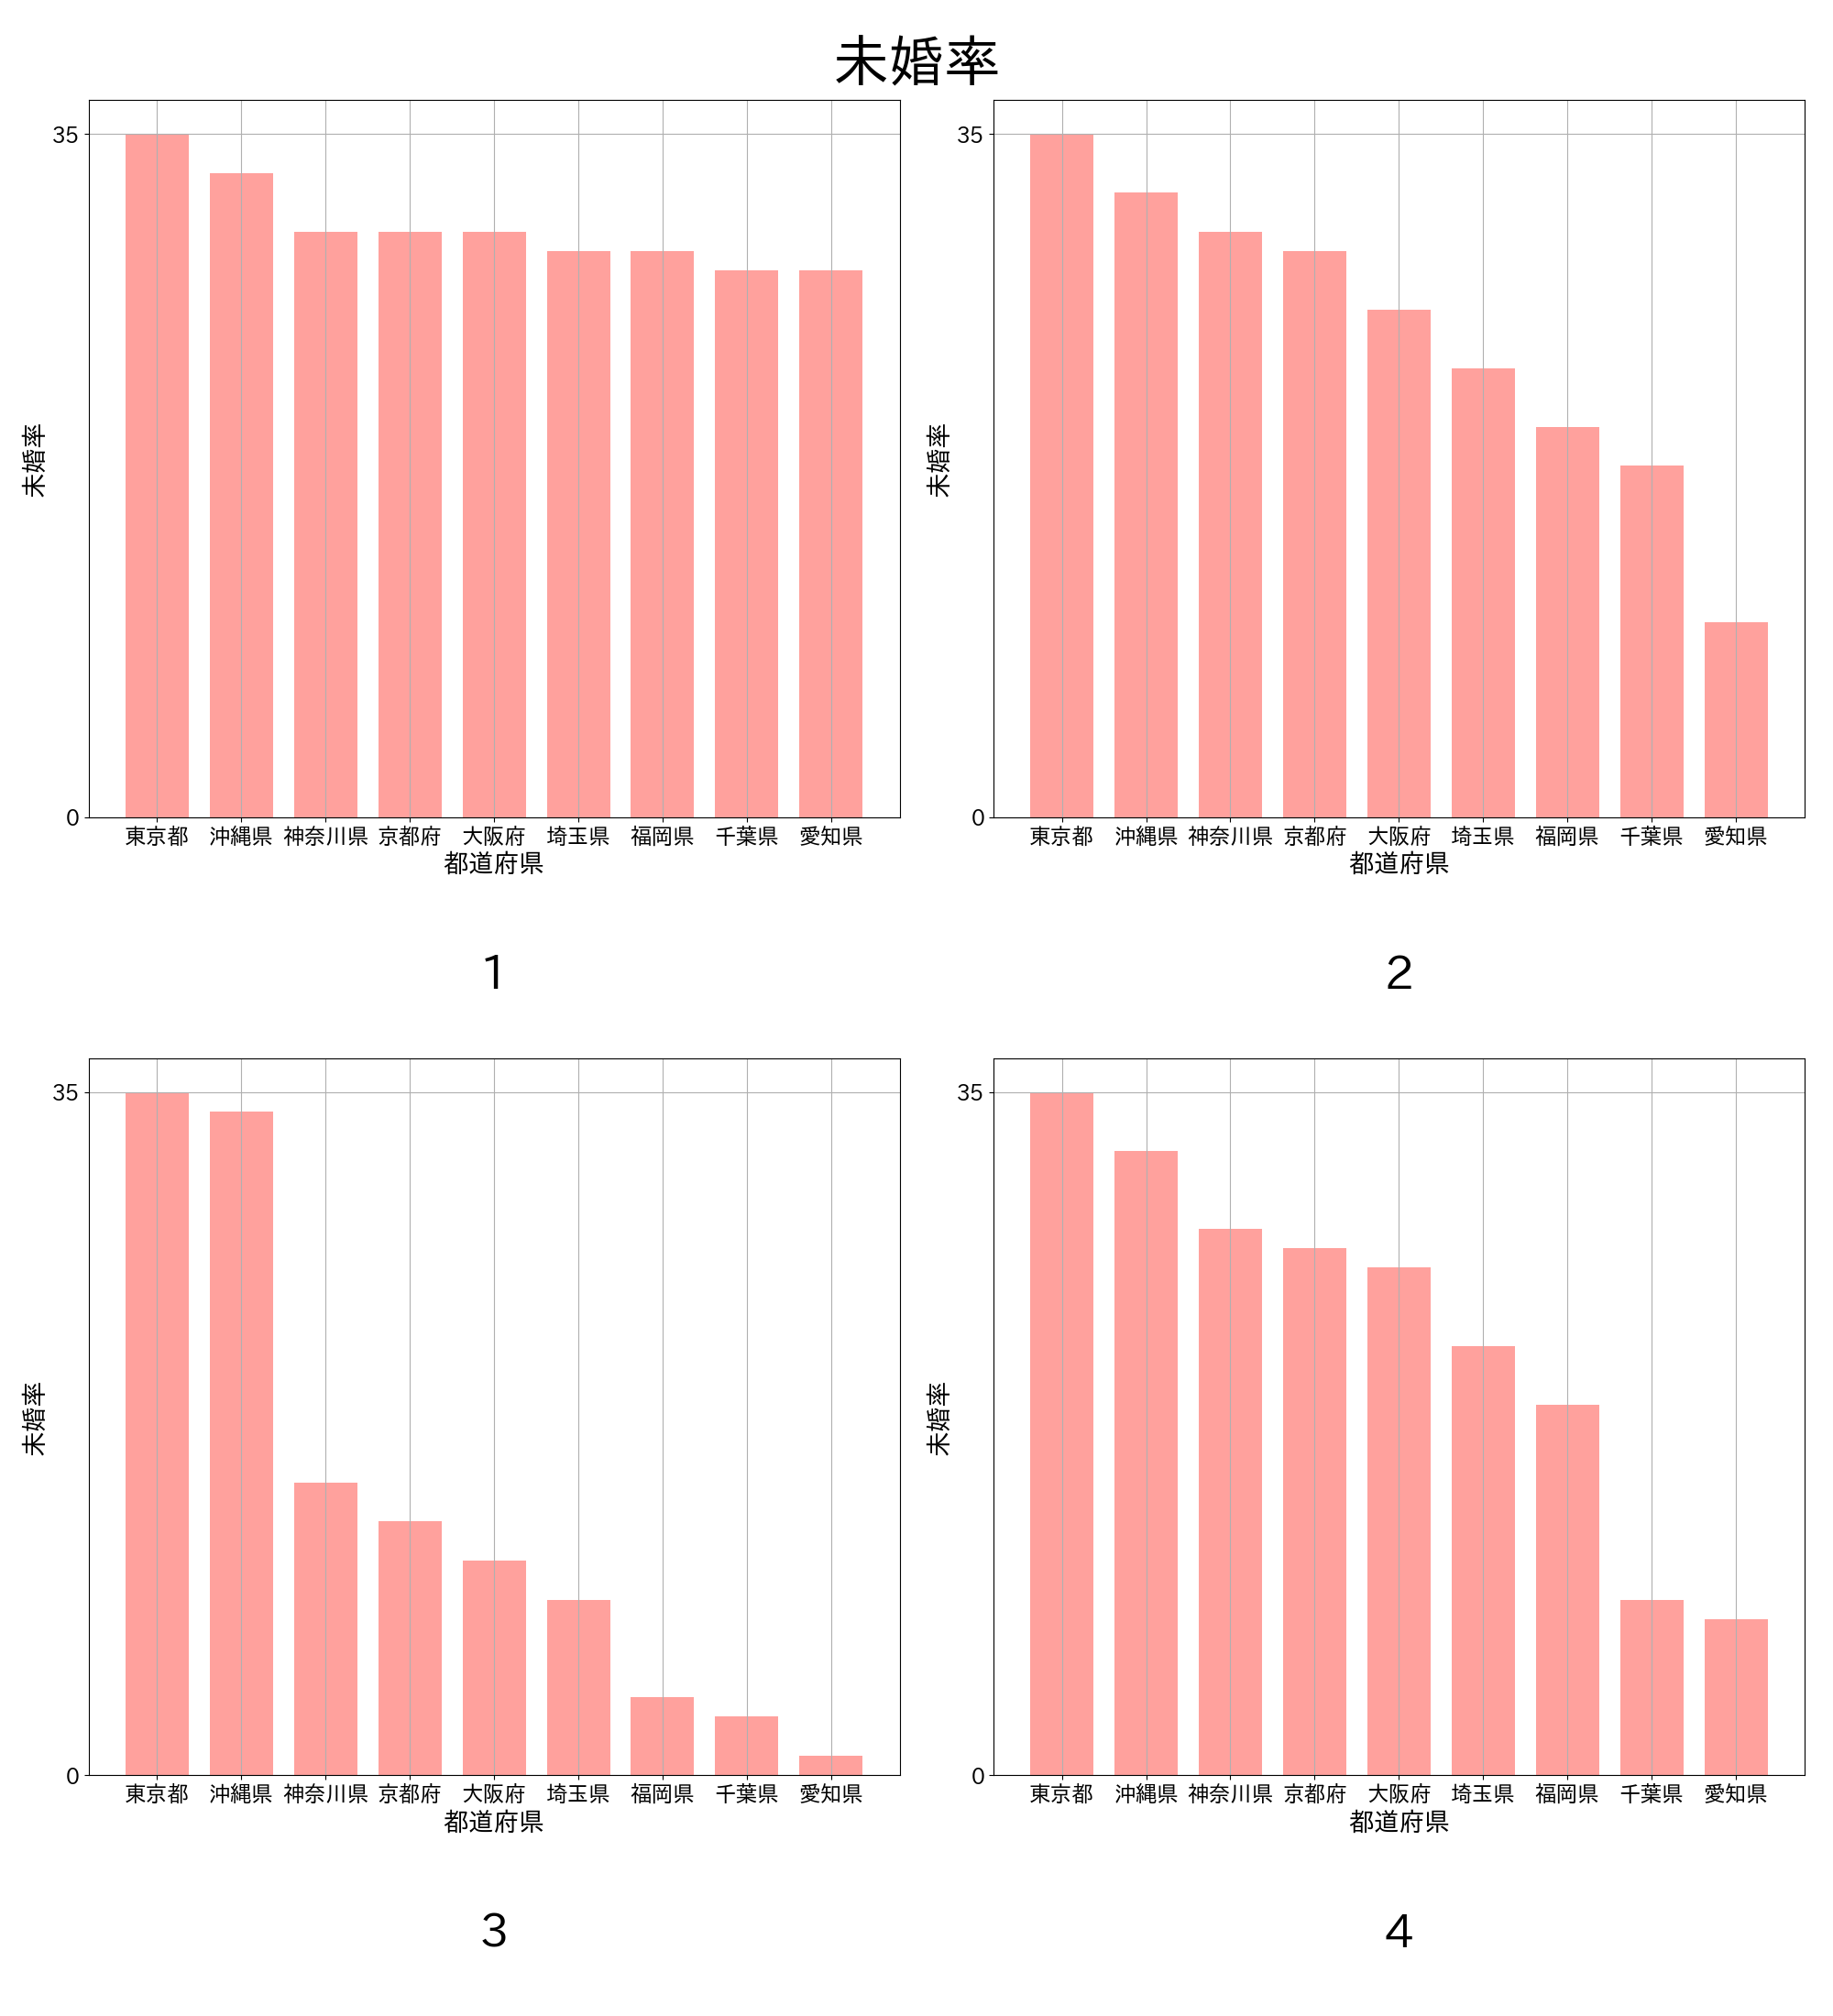 未婚率
35
0
未婚率
東京都 沖縄県 神奈川県 京都府 大阪府 埼玉県 福岡県 千葉県 愛知県
都道府県
1
35
0
未婚率
東京都 沖縄県 神奈川県 京都府 大阪府 埼玉県 福岡県 千葉県 愛知県
都道府県
2
35
0
未婚率
東京都 沖縄県 神奈川県 京都府 大阪府 埼玉県 福岡県 千葉県 愛知県
都道府県
3
35
0
未婚率
東京都 沖縄県 神奈川県 京都府 大阪府 埼玉県 福岡県 千葉県 愛知県
都道府県
4